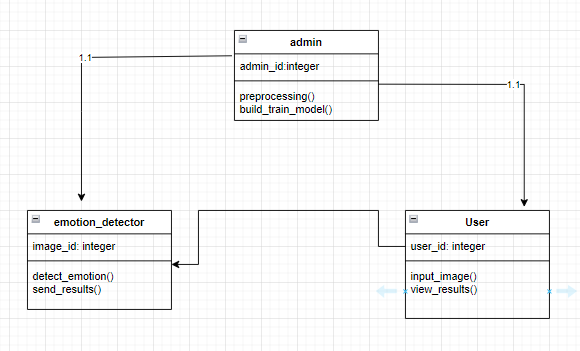 admin
admin_id:integer
preprocessing()
build_train_model()
1.1
1.1
emotion_detector
image_id: integer
detect_emotion()
send_results()
User
user_id: integer
input_image()
view_results()